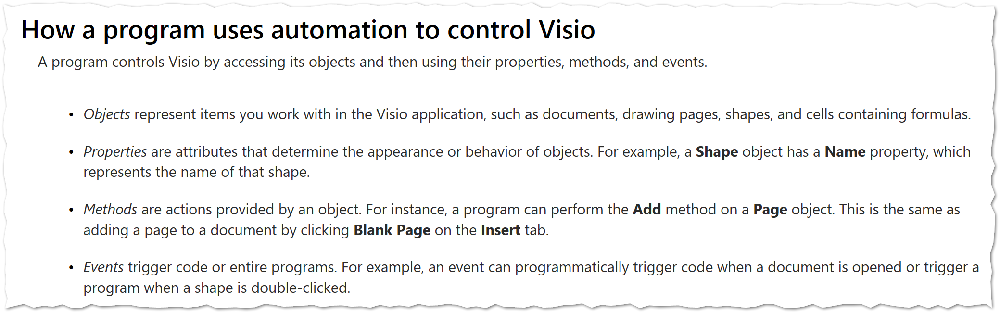 How a program uses automation to control Visio
A program controls Visio by accessing its objects and then using their properties, methods, and events.
• Objects represent items you work with in the Visio application, such as documents, drawing pages, shapes, and cells containing formulas.
• Properties are attributes that determine the appearance or behavior of objects. For example, a Shape object has a Name property, which
represents the name of that shape.
• Methods are actions provided by an object. For instance, a program can perform the Add method on a Page object. This is the same as
adding a page to a document by clicking Blank Page on the Insert tab.
• Events trigger code or entire programs. For example, an event can programmatically trigger code when a document is opened or trigger a
program when a shape is double-clicked.